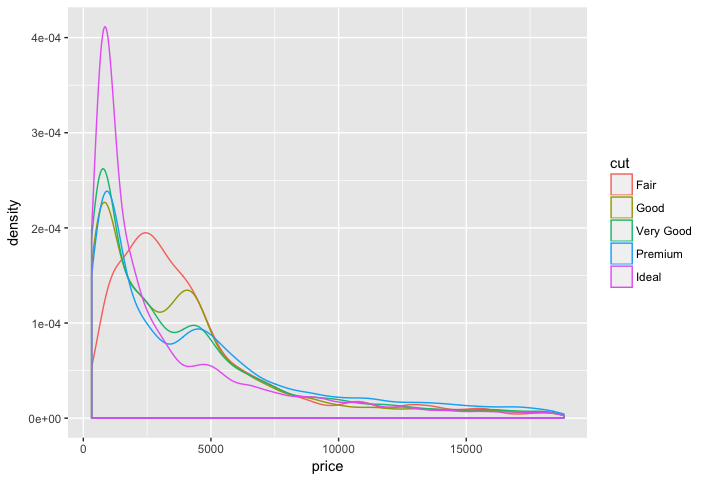 4e-04
3e-04
2e-04
1e-04
0e+00
density
0
5000
10000
15000
price
cut
Fair
Good
Very Good
Premium
Ideal